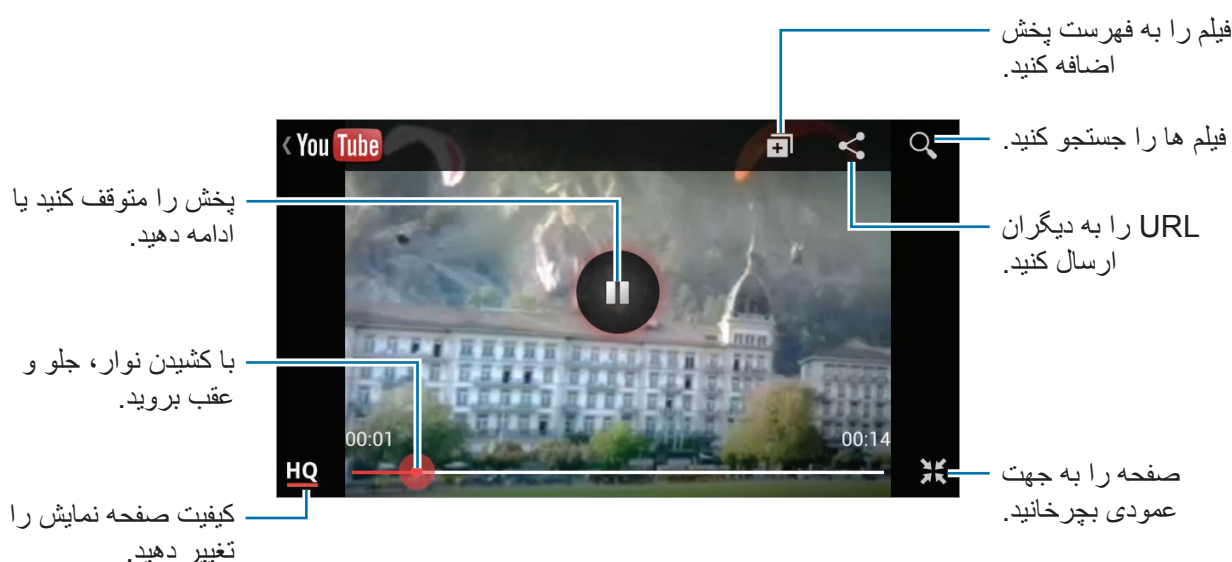 فیلم را به فهرست پخش
اضافه کنید.
فیلم ها را جستجو کنید.
URL را به دیگران
ارسال کنید.
صفحه را به جهت
عمودی بچرخانید.
You Tube
پخش را متوقف کنید یا
ادامه دهید.
با کشیدن نوار، جلو و
عقب بروید.
00:01
00:14
HQ
کیفیت صفحه نمایش را
تغییر دهید.